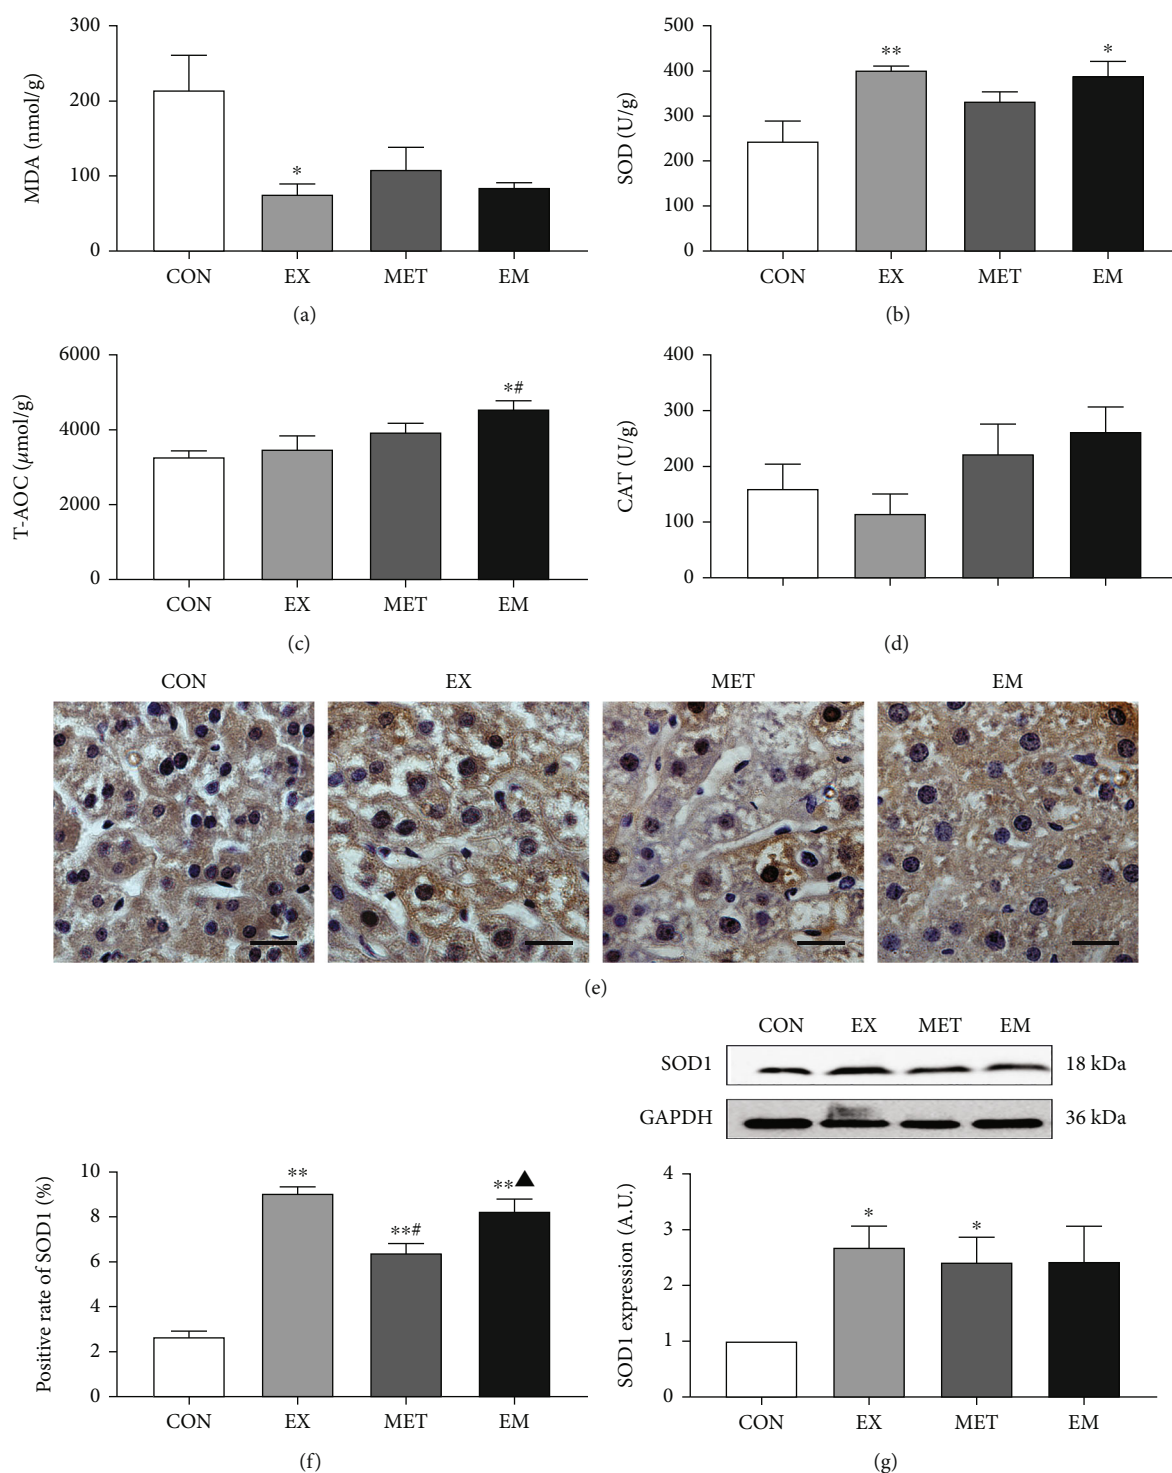 300
200
100
0
MDA (nmol/g)
*
CON EX MET EM
(a)
500
400
300
200
100
0
SOD (U/g)
** *
CON EX MET EM
(b)
6000
4000
2000
0
T-AOC (μmol/g)
*#
CON EX MET EM
(c)
400
300
200
100
0
CAT (U/g)
(d)
CON EX MET EM
(e)
10
8
6
4
2
0
Positive rate of SOD1 (%)
** **# **▲
CON EX MET EM
(f)
CON EX MET EM
SOD1 18 kDa
GAPDH 36 kDa
4
3
2
1
0
SOD1 expression (A.U.)
* *
CON EX MET EM
(g)